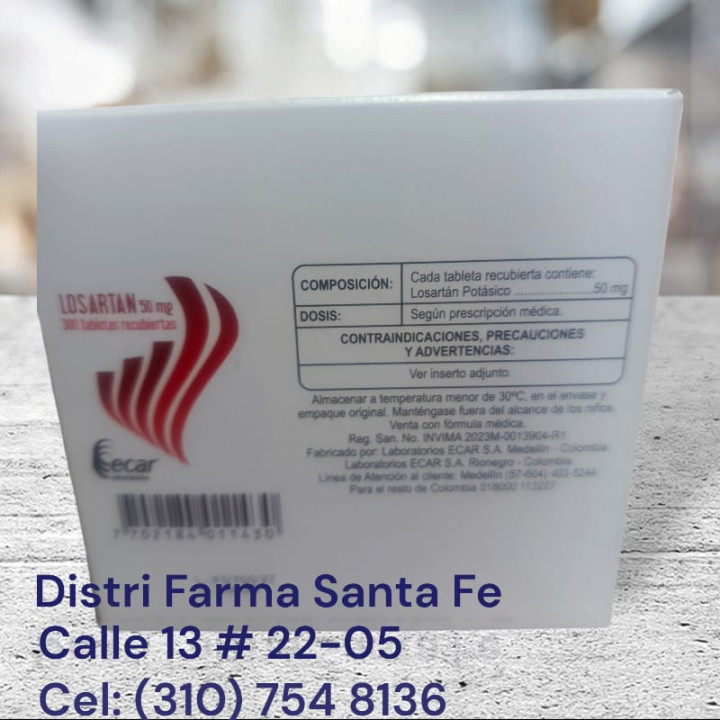 LOSARTAN 50 mg
300 tabletas recubiertas
ecar
7 702184 011430
COMPOSICIÓN:
Cada tableta recubierta contiene:
Losartán Potásico ........................... 50 mg
DOSIS:
Según prescripción médica.
CONTRAINDICACIONES, PRECAUCIONES
Y ADVERTENCIAS:
Ver inserto adjunto.
Almacenar a temperatura menor de 30ºC, en el envase y
empaque original. Manténgase fuera del alcance de los niños.
Venta con fórmula médica.
Reg. San. No. INVIMA 2023M-0013904-R1
Fabricado por: Laboratorios ECAR S.A. Medellín - Colombia
Laboratorios ECAR S.A. Rionegro - Colombia
Línea de Atención al cliente: Medellín (57-604)
Para el resto de Colombia 018000 113227
Distri Farma Santa Fe
Calle 13 # 22-05
Cel: (310) 754 8136